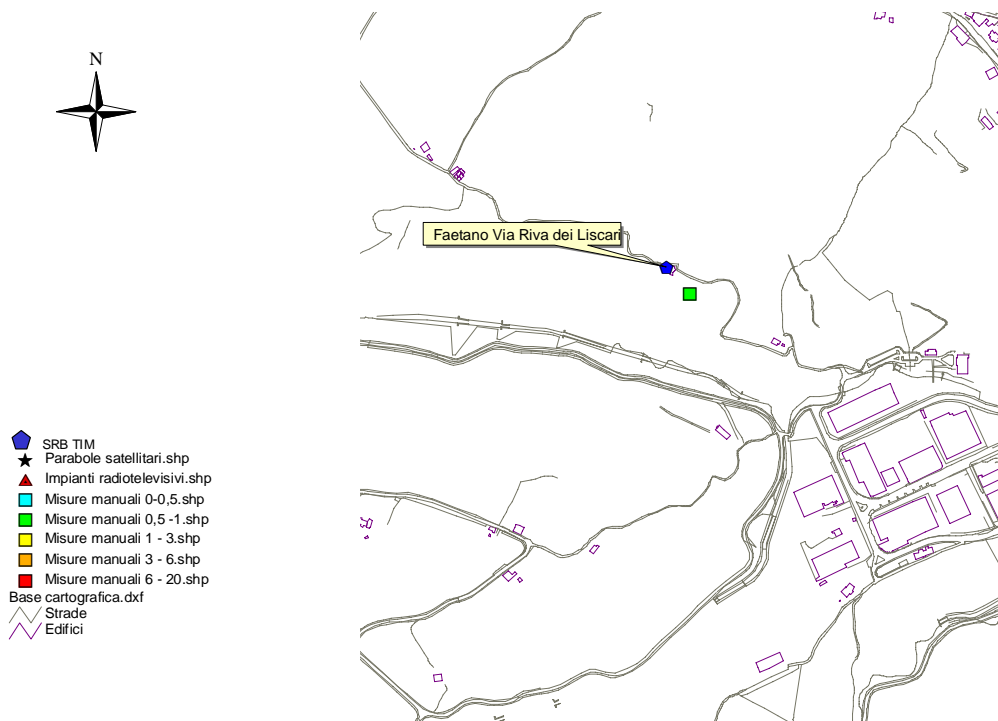 N
Faetano Via Riva dei Liscari
SRB TIM
Parabole satellitari.shp
Impianti radiotelevisivi.shp
Misure manuali 0-0,5.shp
Misure manuali 0,5 -1.shp
Misure manuali 1 - 3.shp
Misure manuali 3 - 6.shp
Misure manuali 6 - 20.shp
Base cartografica.dxf
Strade
Edifici